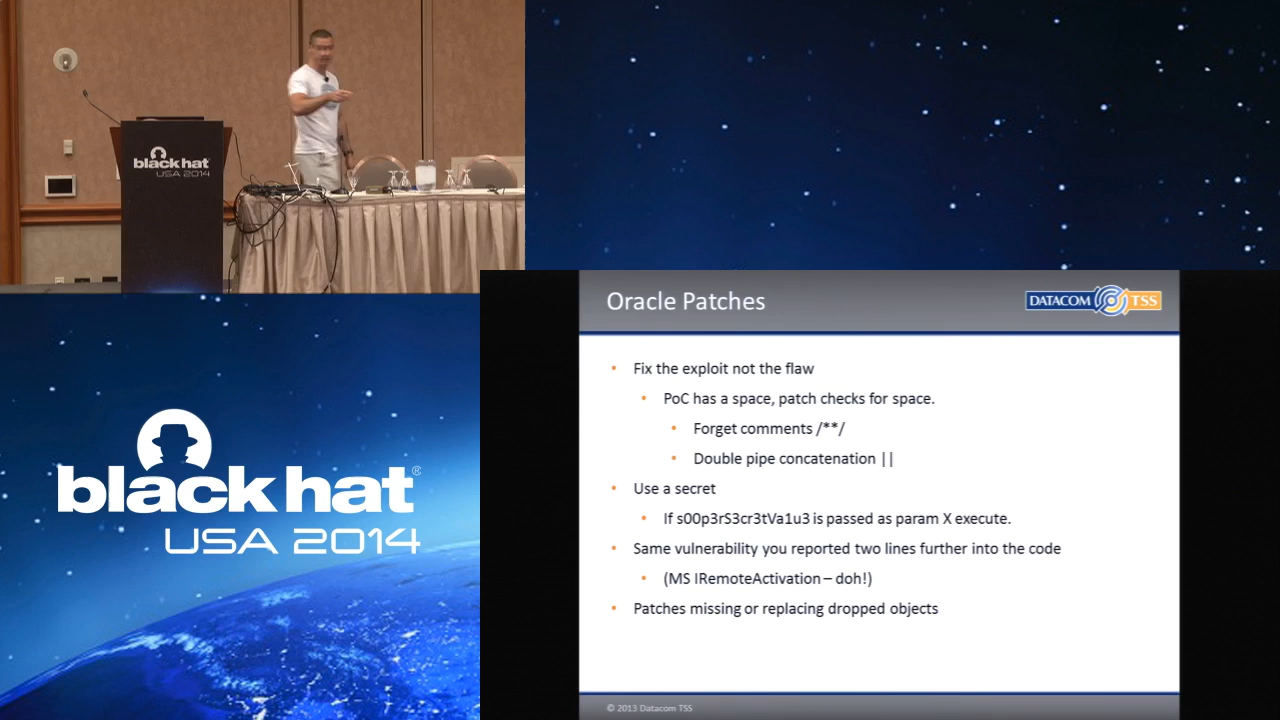 black hat
USA 2014
Oracle Patches
DATACOM TSS
• Fix the exploit not the flaw
• PoC has a space, patch checks for space.
• Forget comments /**/
• Double pipe concatenation ||
• Use a secret
• If s00p3rS3cr3tVa1u3 is passed as param X execute.
• Same vulnerability you reported two lines further into the code
• (MS IRemoteActivation – doh!)
• Patches missing or replacing dropped objects
© 2013 Datacom TSS
black hat®
USA 2014